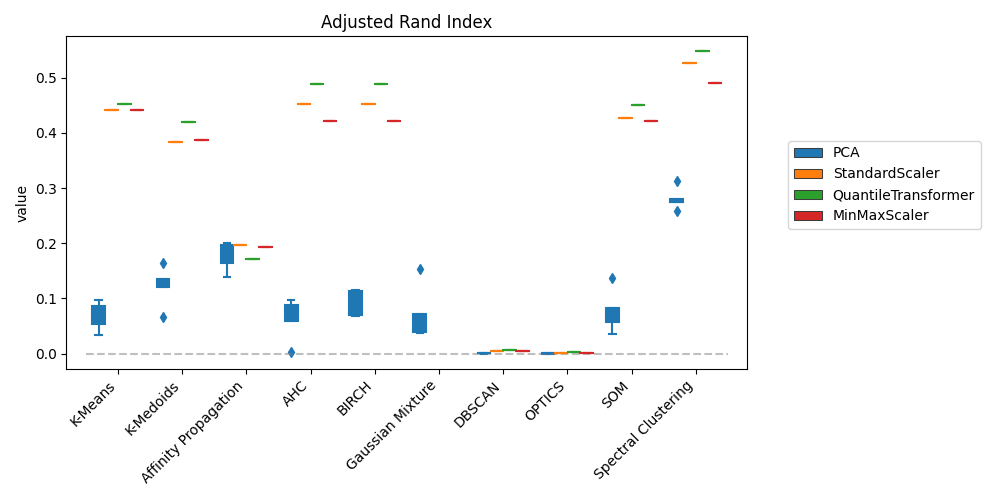 Adjusted Rand Index
value
0.5
0.4
0.3
0.2
0.1
0.0
K-Means
K-Medoids
Affinity Propagation
AHC
BIRCH
Gaussian Mixture
DBSCAN
OPTICS
SOM
Spectral Clustering
PCA
StandardScaler
QuantileTransformer
MinMaxScaler